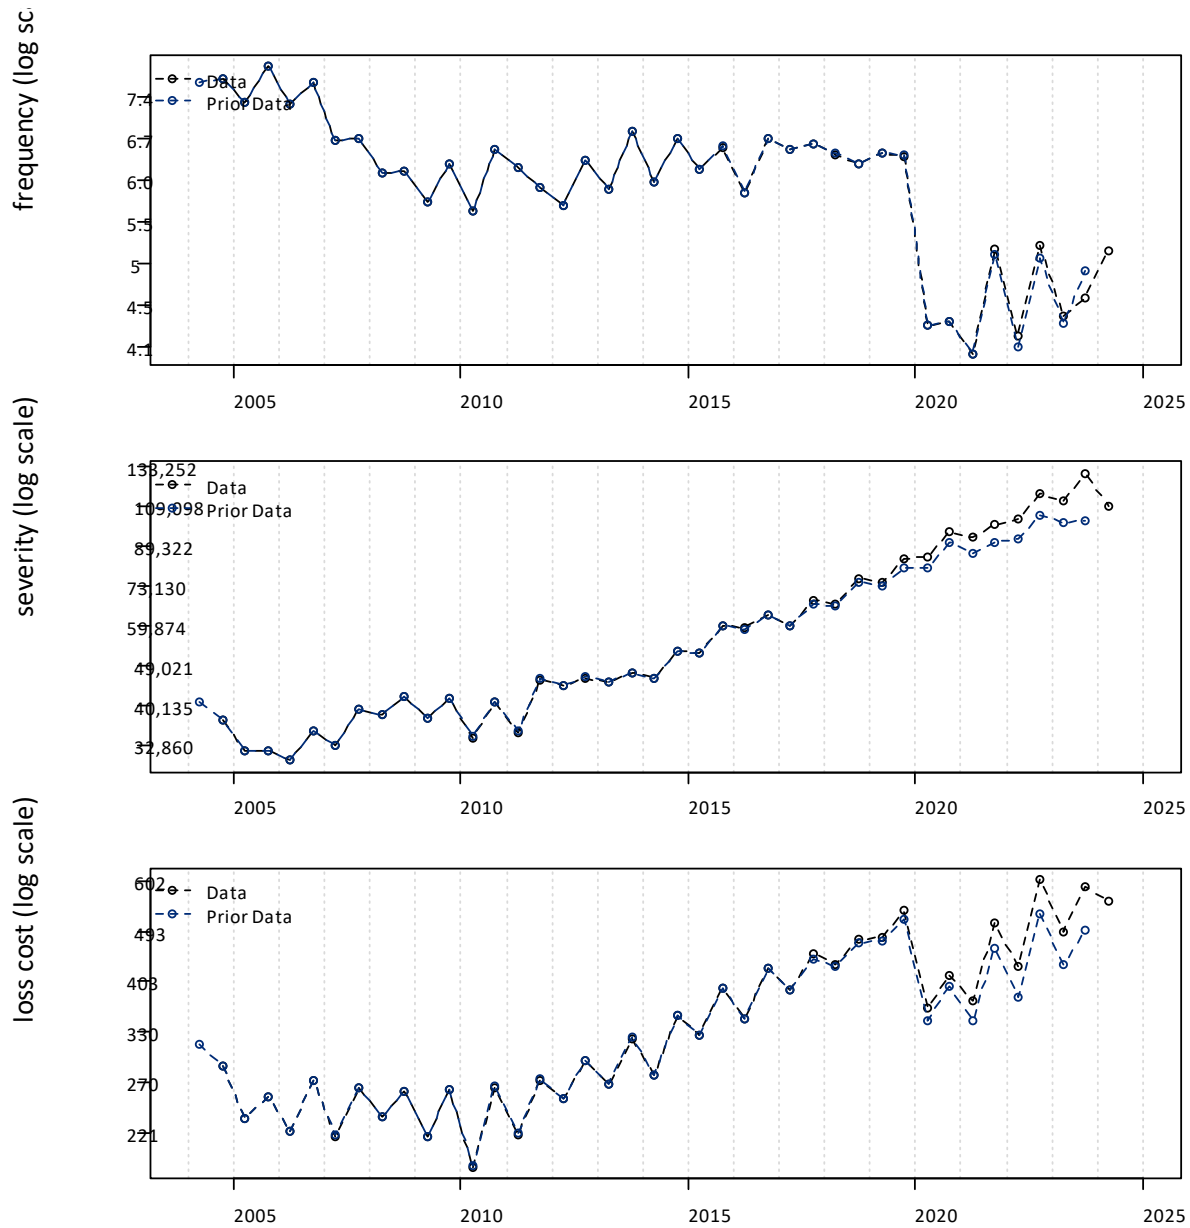 frequency (log sc
Data
Prior Data
7.4
6.7
6.0
5.5
5
4.5
4.1
2005 2010 2015 2020 2025
severity (log scale)
133,252
Data
109,098
Prior Data
89,322
73,130
59,874
49,021
40,135
32,860
2005 2010 2015 2020 2025
loss cost (log scale)
602
Data
Prior Data
493
403
330
270
221
2005 2010 2015 2020 2025